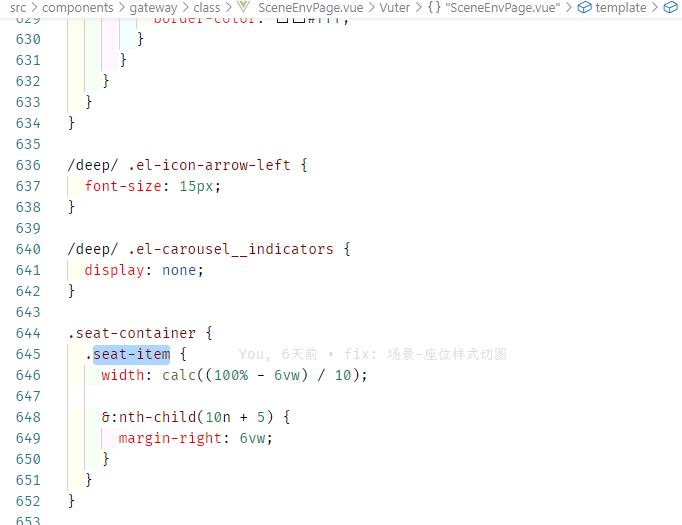 src > components > gateway > class > SceneEnvPage.vue > Vuter > {} "SceneEnvPage.vue" > template >
629 border-color: #fff;
630 }
631 }
632 }
633 }
634 }
635
636 /deep/ .el-icon-arrow-left {
637 font-size: 15px;
638 }
639
640 /deep/ .el-carousel__indicators {
641 display: none;
642 }
643
644 .seat-container {
645 .seat-item { You, 6天前 • fix: 场景-座位样式切图
646 width: calc((100% - 6vw) / 10);
647
648 &:nth-child(10n + 5) {
649 margin-right: 6vw;
650 }
651 }
652 }
653